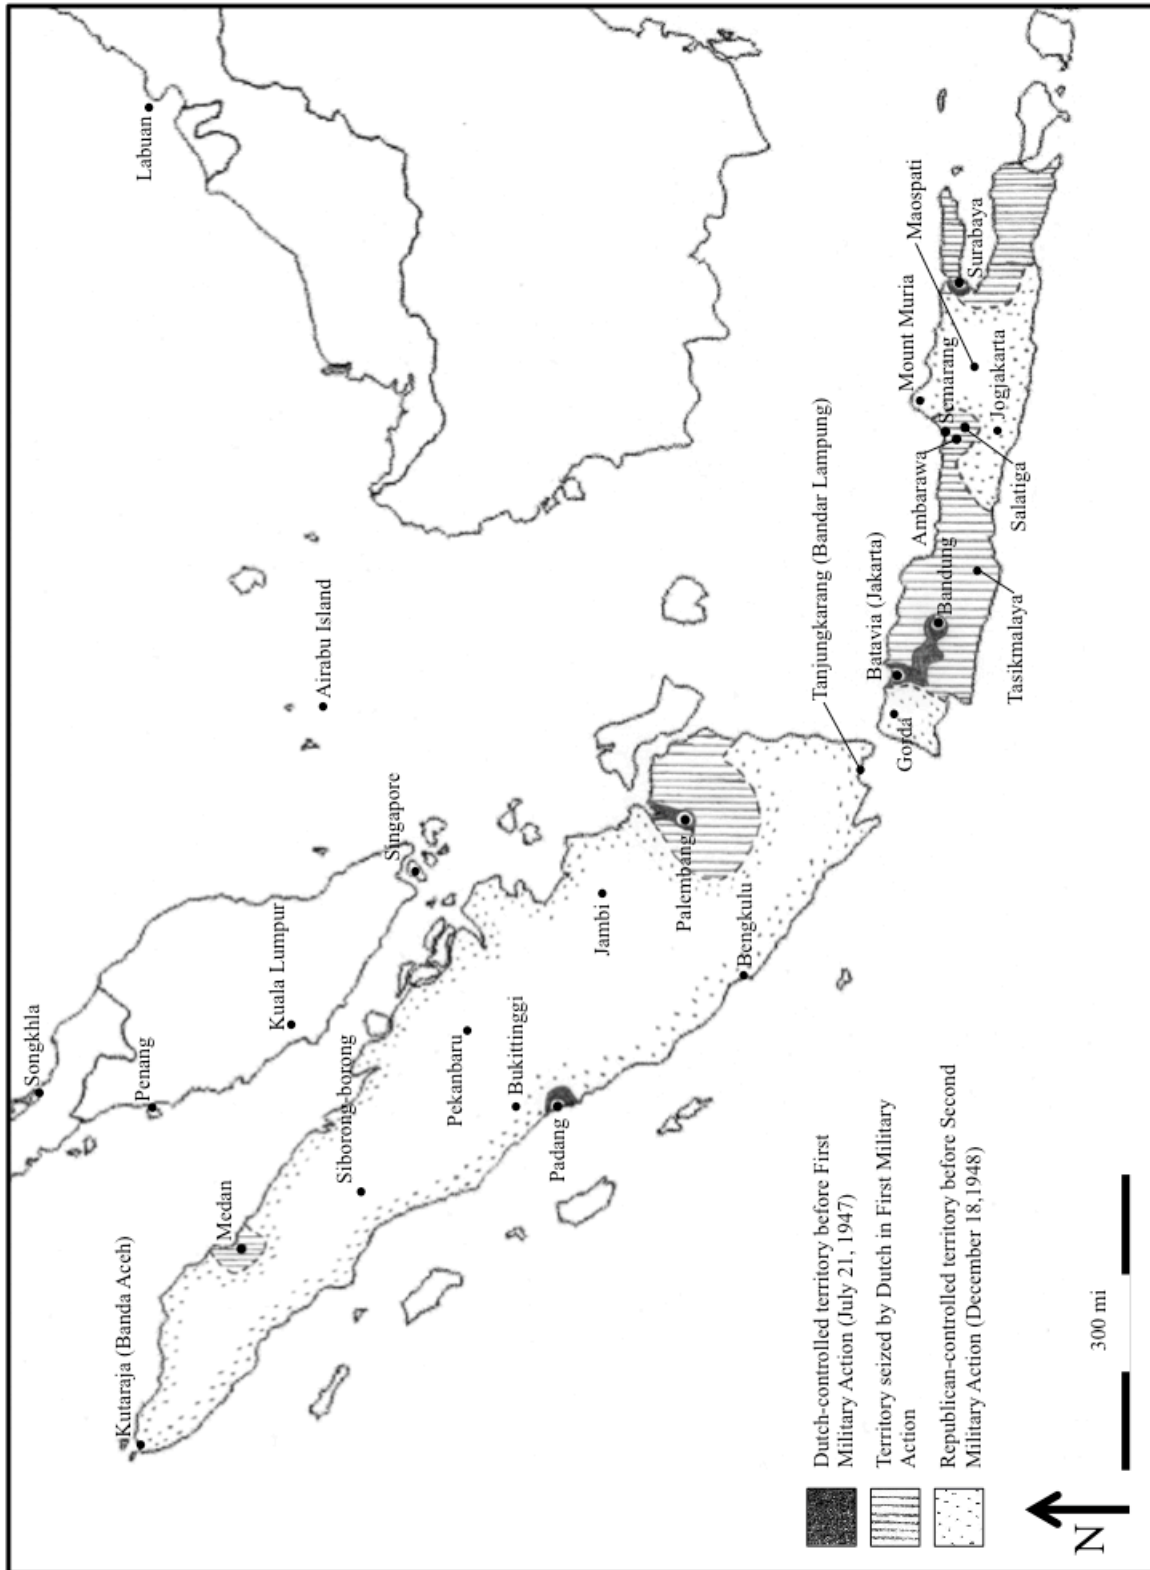 Songkhla
Labuan
Penang
Kutaraja (Banda Aceh)
Medan
Kuala Lumpur
Airabu Island
Siborong-borong
Singapore
Pekanbaru
Bukittinggi
Padang
Jambi
Palembang
Bengkulu
Tanjungkarang (Bandar Lampung)
Batavia (Jakarta)
Gorda
Bandung
Tasikmalaya
Ambarawa
Semarang
Mount Muria
Maospati
Surabaya
Jogjakarta
Salatiga
Dutch-controlled territory before First
Military Action (July 21, 1947)
Territory seized by Dutch in First Military
Action
Republican-controlled territory before Second
Military Action (December 18,1948)
N
300 mi